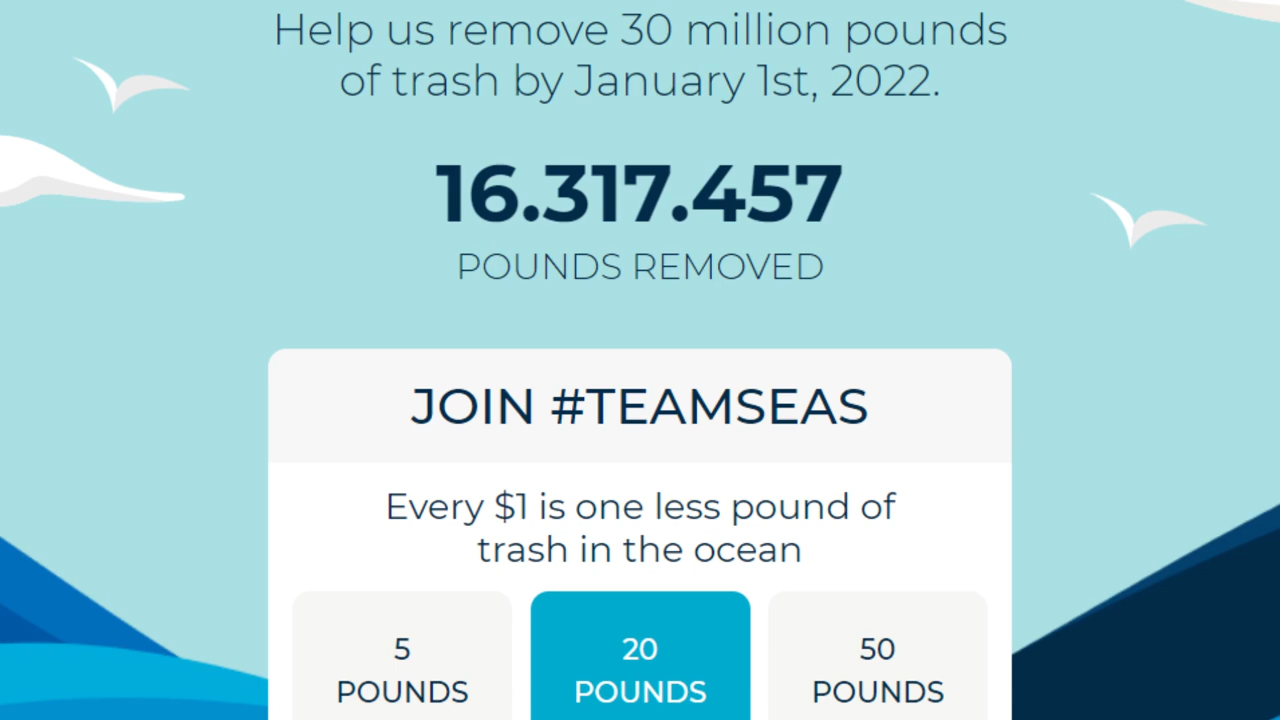 Help us remove 30 million pounds
of trash by January 1st, 2022.
16.317.457
POUNDS REMOVED
JOIN #TEAMSEAS
Every $1 is one less pound of
trash in the ocean
5
POUNDS
20
POUNDS
50
POUNDS